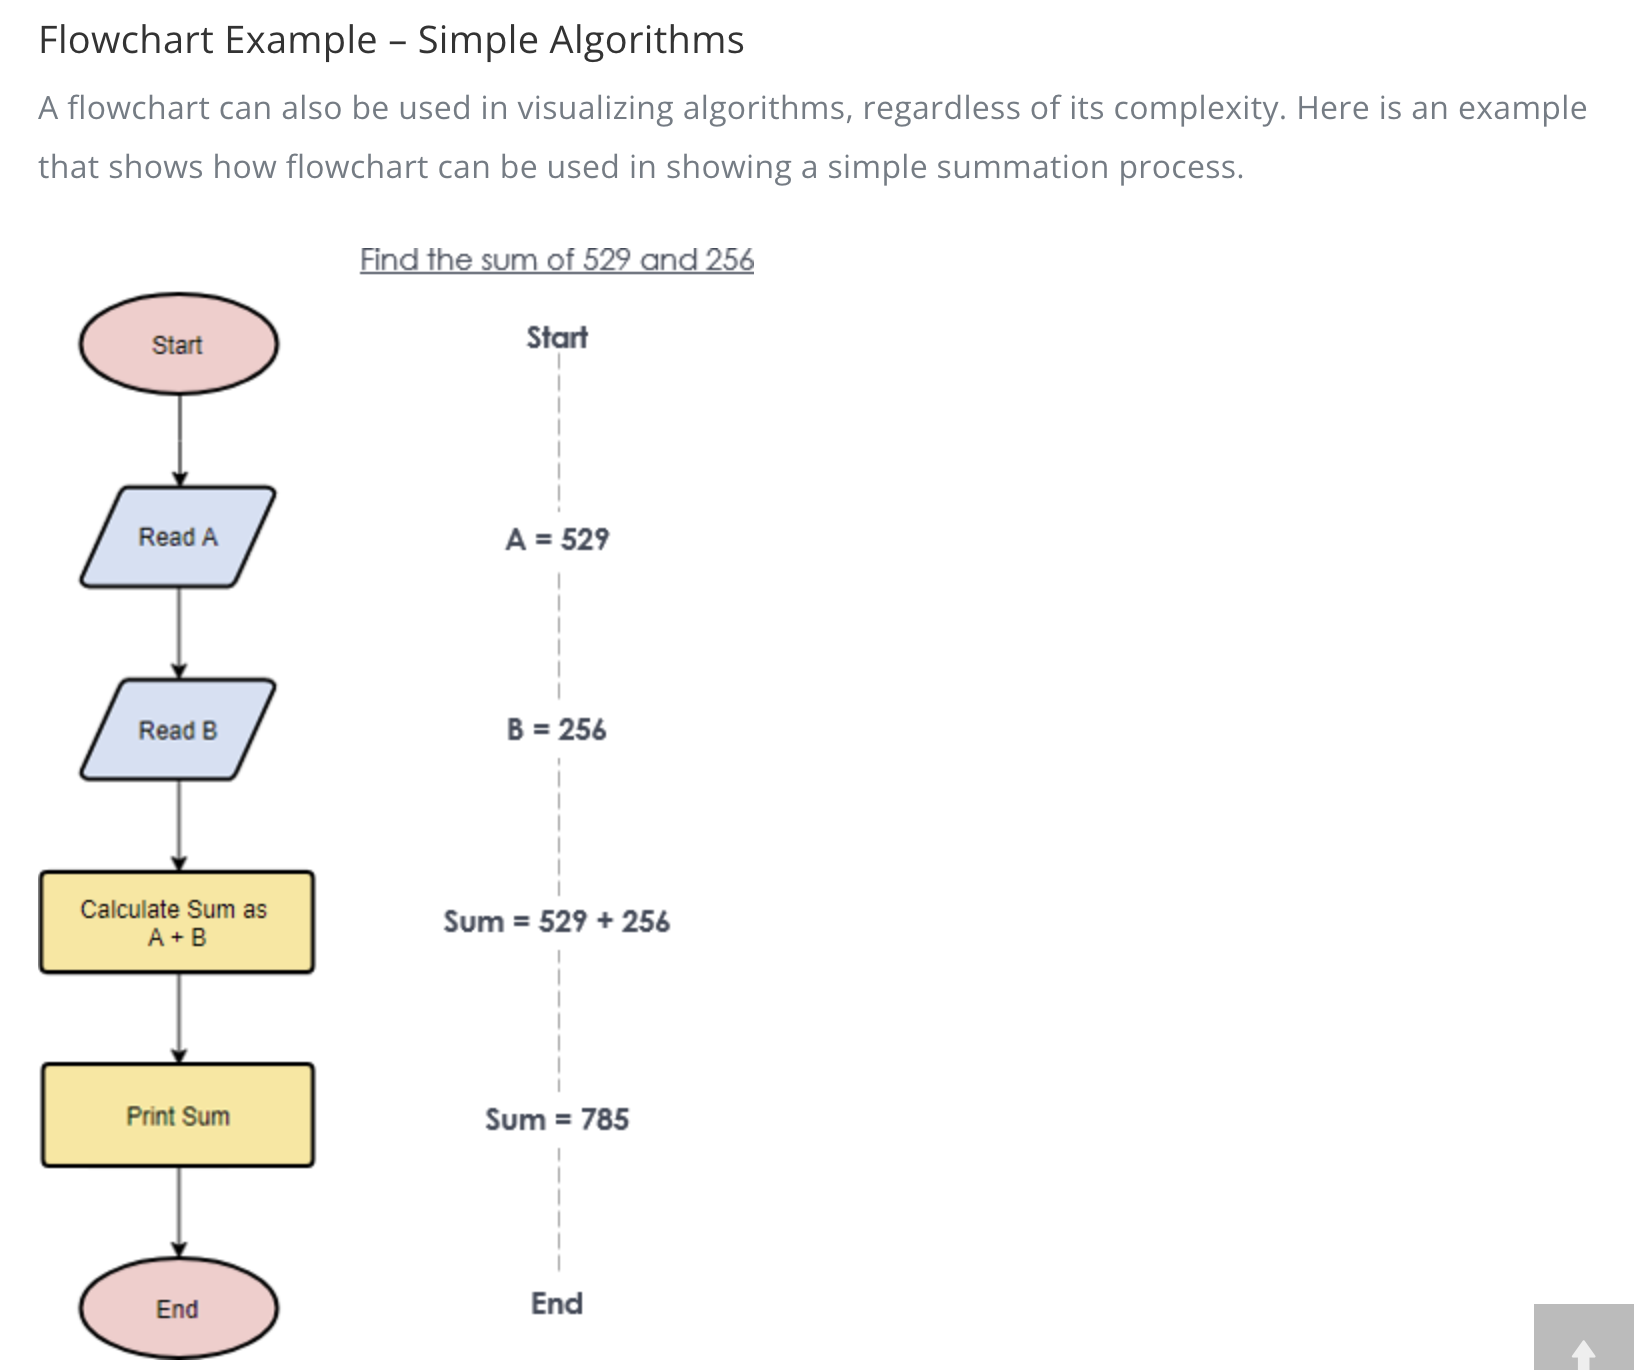 Flowchart Example – Simple Algorithms
A flowchart can also be used in visualizing algorithms, regardless of its complexity. Here is an example
that shows how flowchart can be used in showing a simple summation process.
Find the sum of 529 and 256
Start
Start
Read A
A = 529
Read B
B = 256
Calculate Sum as
A + B
Sum = 529 + 256
Print Sum
Sum = 785
End
End